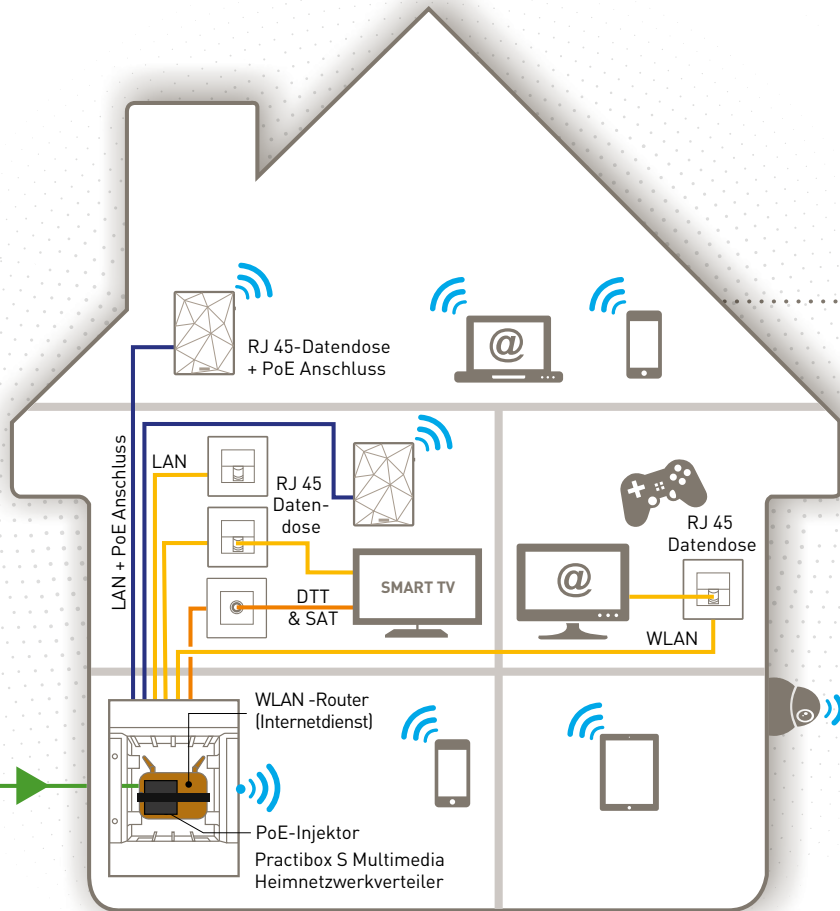 RJ 45-Datendose
+ PoE Anschluss
@
LAN + PoE Anschluss
LAN
RJ 45
Daten-
dose
SMART TV
DTT
& SAT
@
RJ 45
Datendose
WLAN
WLAN -Router
(Internetdienst)
PoE-Injektor
Practibox S Multimedia
Heimnetzwerkverteiler